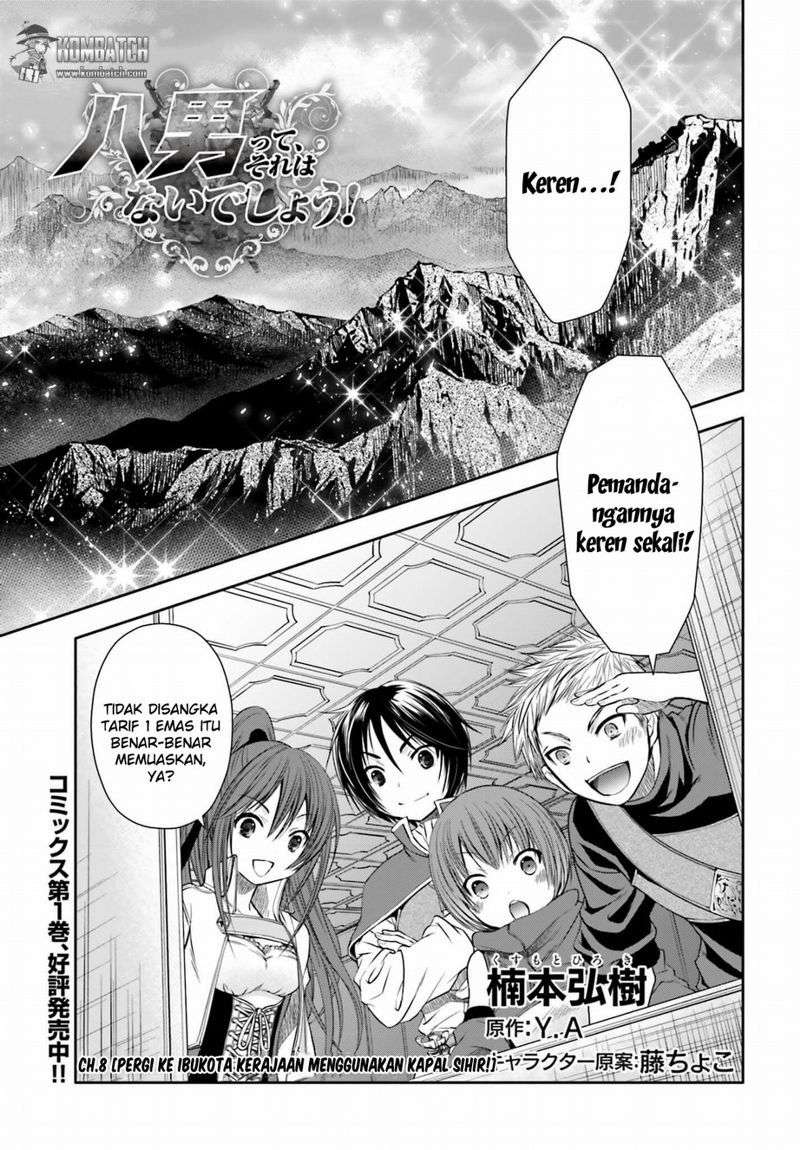 KOMBATCH
www.kombatch.com
八男って、
それは
ないでしょう!
Keren...!
Pemanda-
ngannya
keren sekali!
TIDAK DISANGKA
TARIF 1 EMAS ITU
BENAR-BENAR
MEMUASKAN,
YA?
コミックス第1巻、好評発売中!!
くすもとひろき
楠本弘樹
原作:Y.A
CH.8 [PERGI KE IBUKOTA KERAJAAN MENGGUNAKAN KAPAL SIHIR!]
ャラクター原案:藤ちょこ